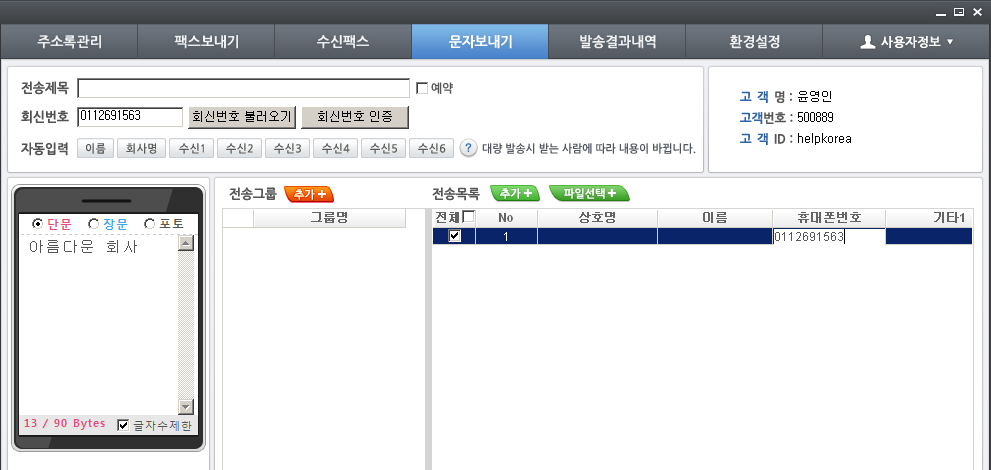 주소록관리 팩스보내기 수신팩스 문자보내기 발송결과내역 환경설정 사용자정보 ▼
전송제목 예약
회신번호 0112691563 회신번호 불러오기 회신번호 인증
자동입력 이름 회사명 수신1 수신2 수신3 수신4 수신5 수신6 ? 대량 발송시 받는 사람에 따라 내용이 바뀝니다.
고 객 명 : 윤영인
고객번호 : 500889
고 객 ID : helpkorea
단문 장문 포토
아름다운 회사
13 / 90 Bytes 글자수제한
전송그룹 추가+
그룹명
전송목록 추가+ 파일선택+
전체 No 상호명 이름 휴대폰번호 기타1
1 0112691563